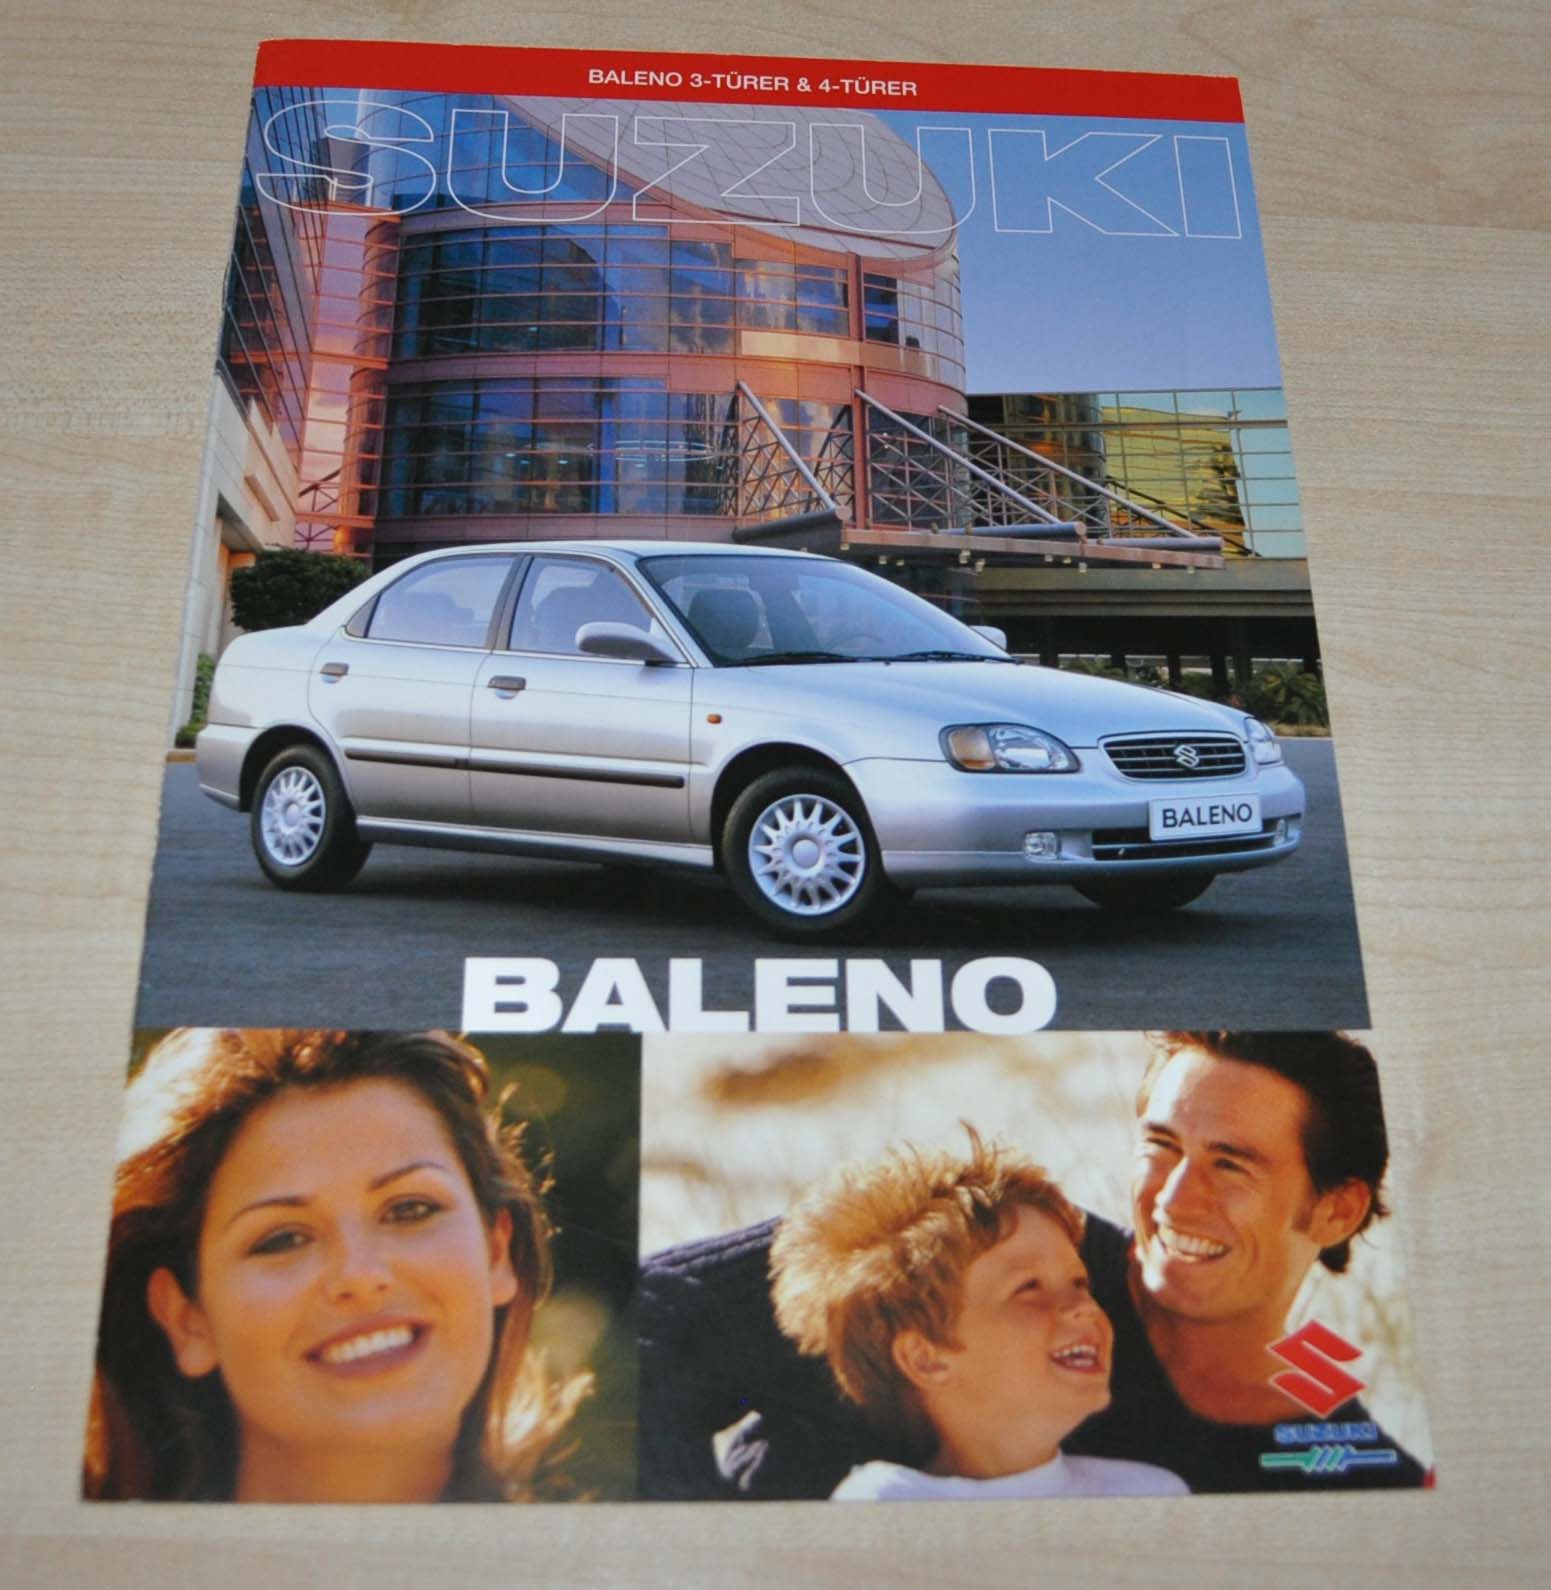 BALENO 3-TÜRER & 4-TÜRER
SUZUKI
BALENO
BALENO
SUZUKI